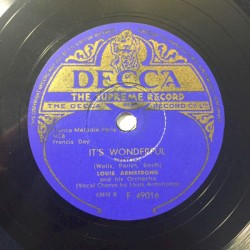 DECCA
THE SUPREME RECORD
THE DECCA RECORD CO. LTD.
Francis Day
IT'S WONDERFUL
(Wells, Parish, Smith)
LOUIS ARMSTRONG
and his Orchestra
(Vocal Chorus by Louis Armstrong)
F 49016